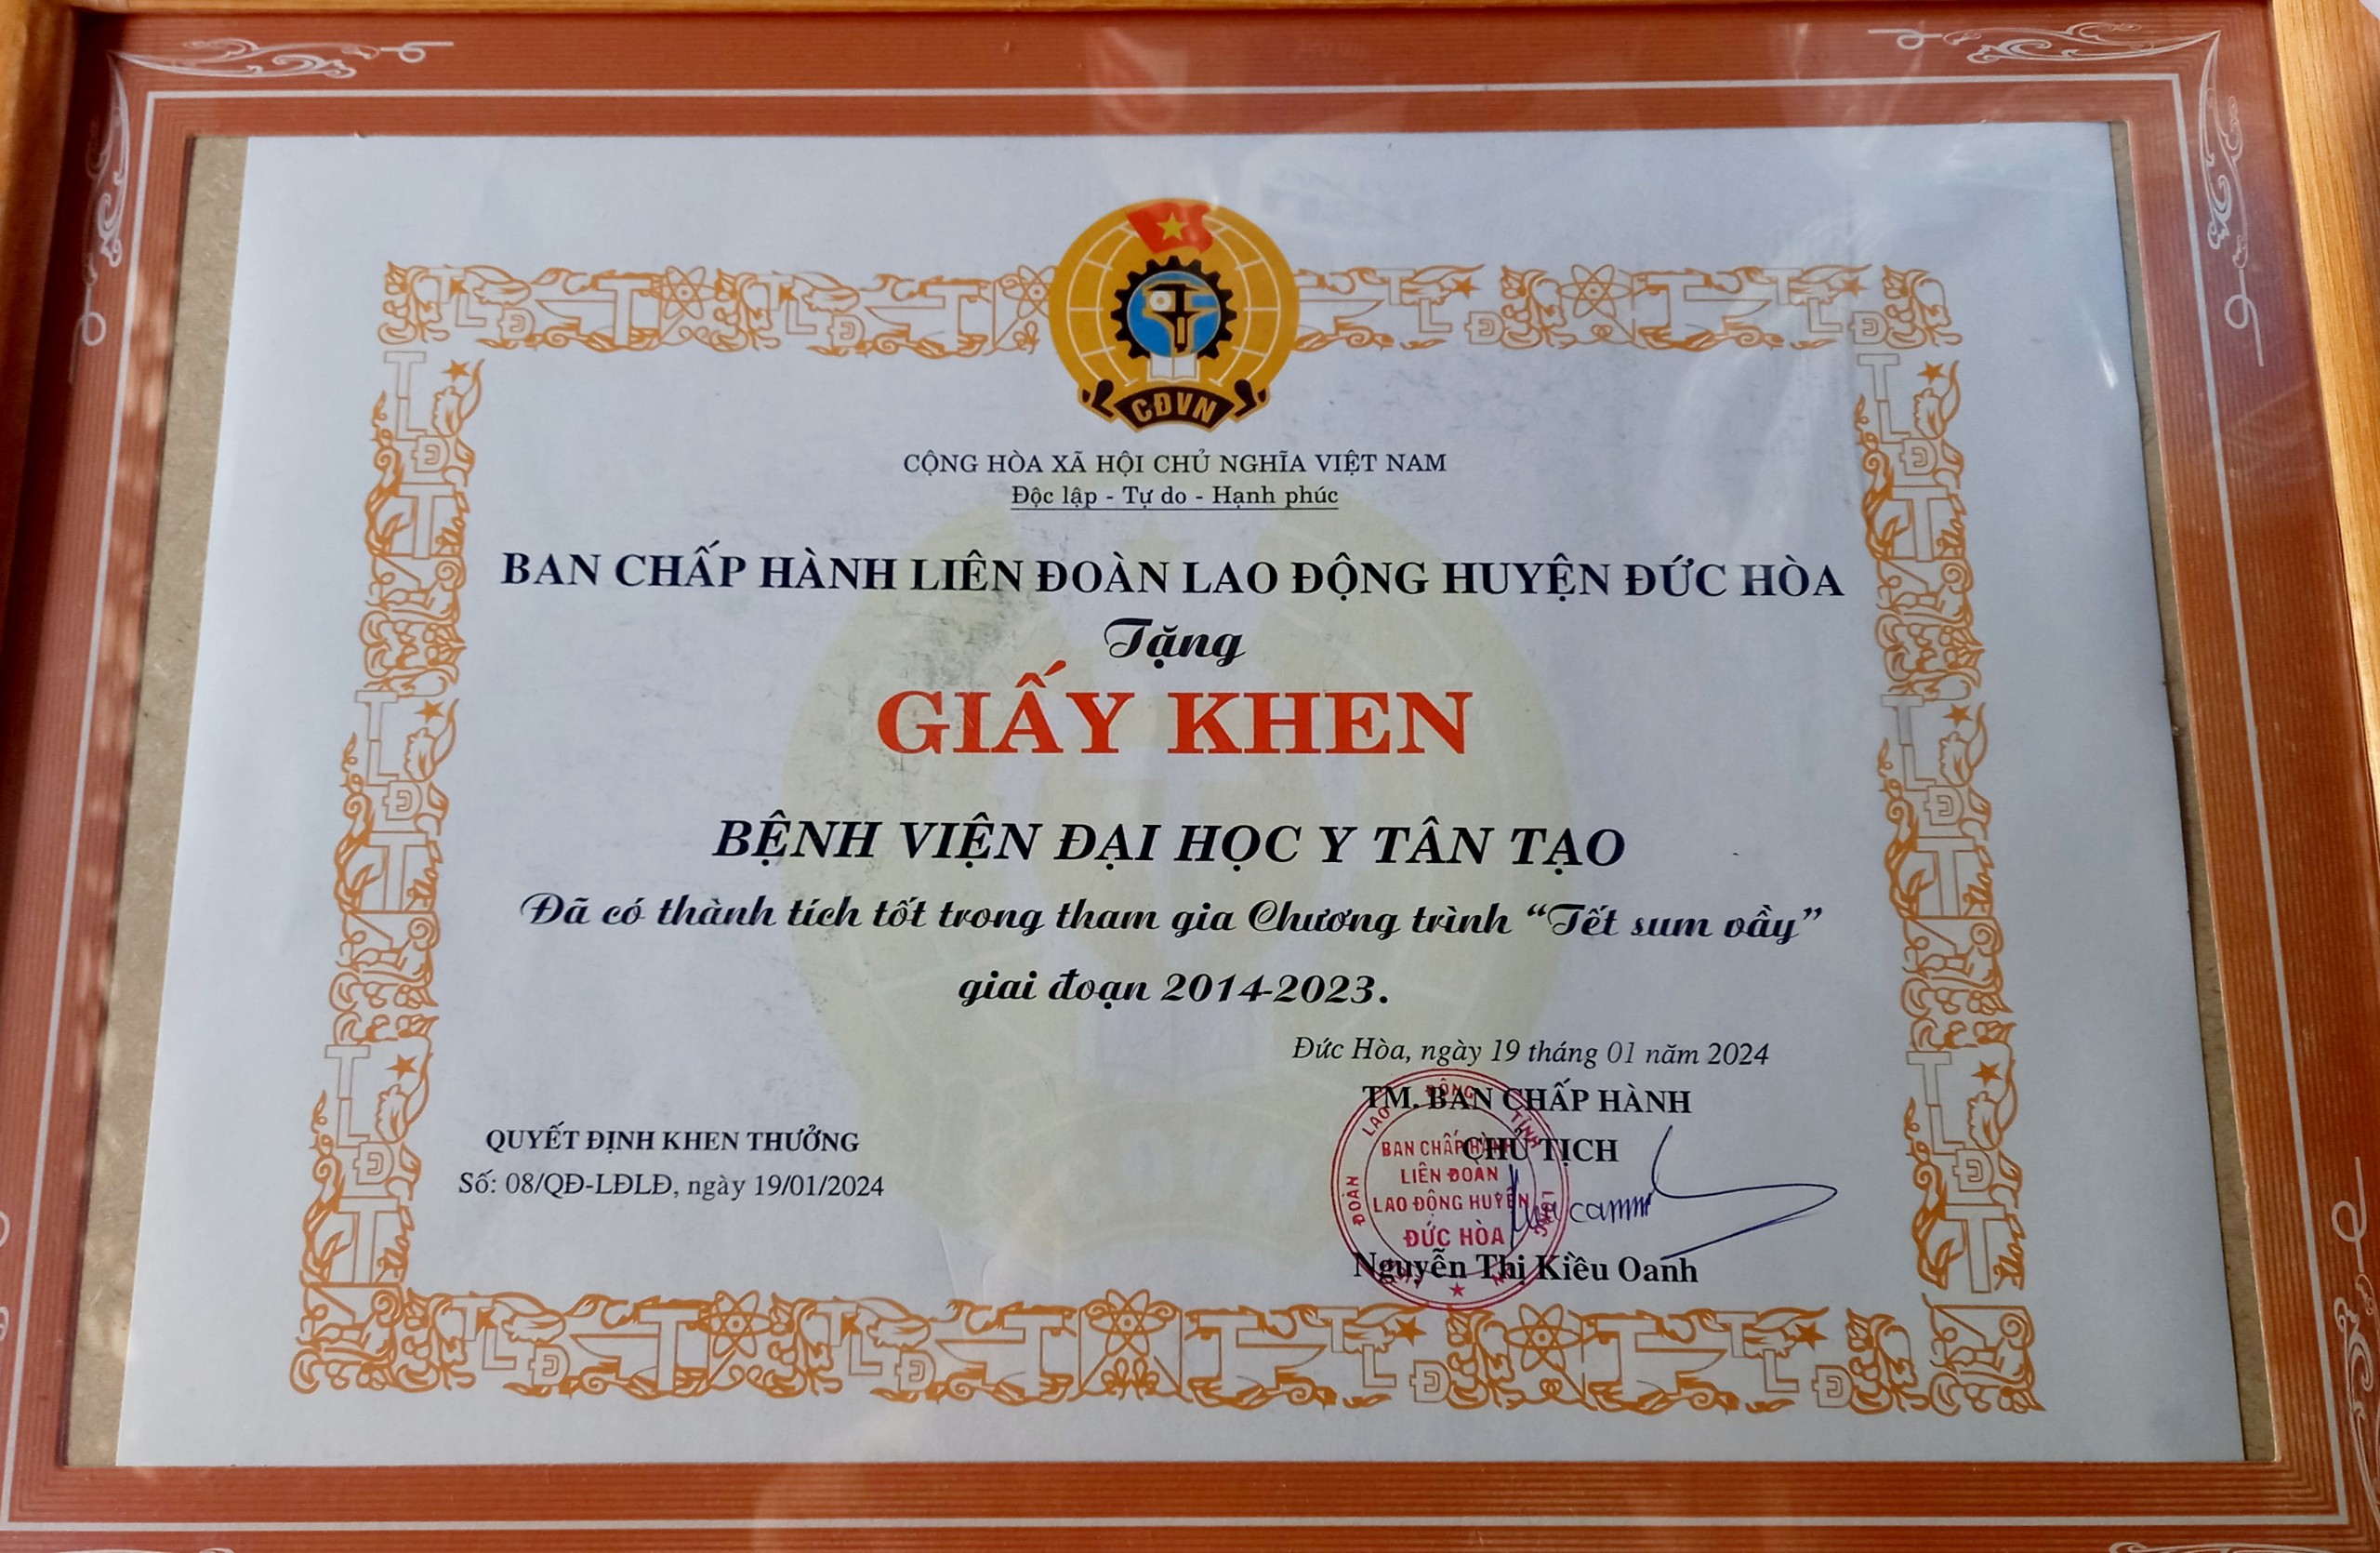 CĐVN
CỘNG HÒA XÃ HỘI CHỦ NGHĨA VIỆT NAM
Độc lập - Tự do - Hạnh phúc
BAN CHẤP HÀNH LIÊN ĐOÀN LAO ĐỘNG HUYỆN ĐỨC HÒA
Tặng
GIẤY KHEN
BỆNH VIỆN ĐẠI HỌC Y TÂN TẠO
Đã có thành tích tốt trong tham gia Chương trình “Tết sum vầy”
giai đoạn 2014-2023.
Đức Hòa, ngày 19 tháng 01 năm 2024
TM. BAN CHẤP HÀNH
CHỦ TỊCH
QUYẾT ĐỊNH KHEN THƯỞNG
Số: 08/QĐ-LĐLĐ, ngày 19/01/2024
ĐOÀN LAO ĐỘNG TỈNH
BAN CHẤP HÀNH
LIÊN ĐOÀN
LAO ĐỘNG HUYỆN
ĐỨC HÒA
Nguyễn Thị Kiều Oanh